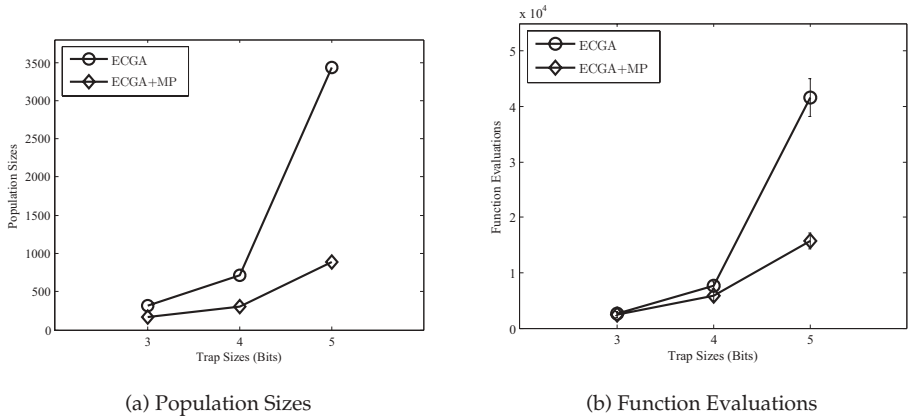 ECGA
ECGA+MP
3500
3000
2500
2000
1500
1000
500
0
Population Sizes
3 4 5
Trap Sizes (Bits)
(a) Population Sizes
x 10⁴
ECGA
ECGA+MP
5
4
3
2
1
0
Function Evaluations
3 4 5
Trap Sizes (Bits)
(b) Function Evaluations